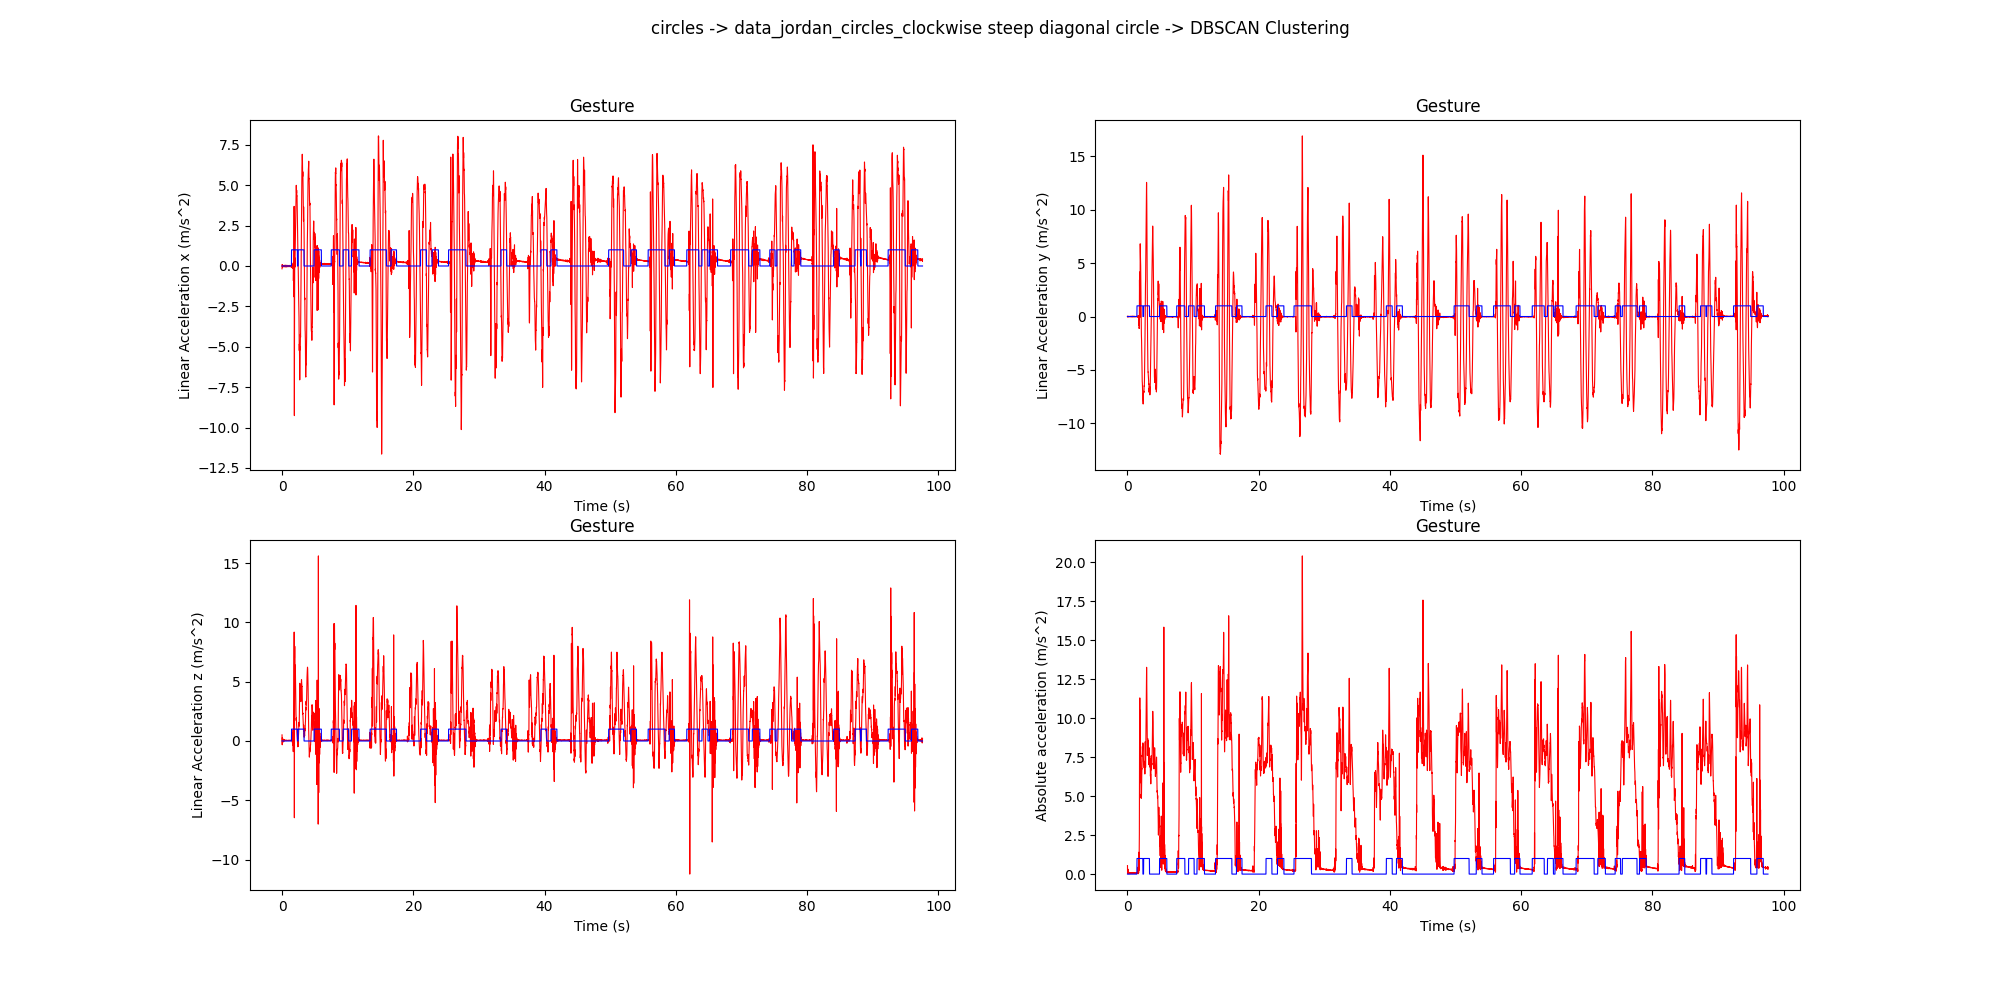 circles -> data_jordan_circles_clockwise steep diagonal circle -> DBSCAN Clustering
Gesture
Linear Acceleration x (m/s^2)
7.5
5.0
2.5
0.0
−2.5
−5.0
−7.5
−10.0
−12.5
0 20 40 60 80 100
Time (s)
Gesture
Linear Acceleration y (m/s^2)
15
10
5
0
−5
−10
0 20 40 60 80 100
Time (s)
Gesture
Linear Acceleration z (m/s^2)
15
10
5
0
−5
−10
0 20 40 60 80 100
Time (s)
Gesture
Absolute acceleration (m/s^2)
20.0
17.5
15.0
12.5
10.0
7.5
5.0
2.5
0.0
0 20 40 60 80 100
Time (s)